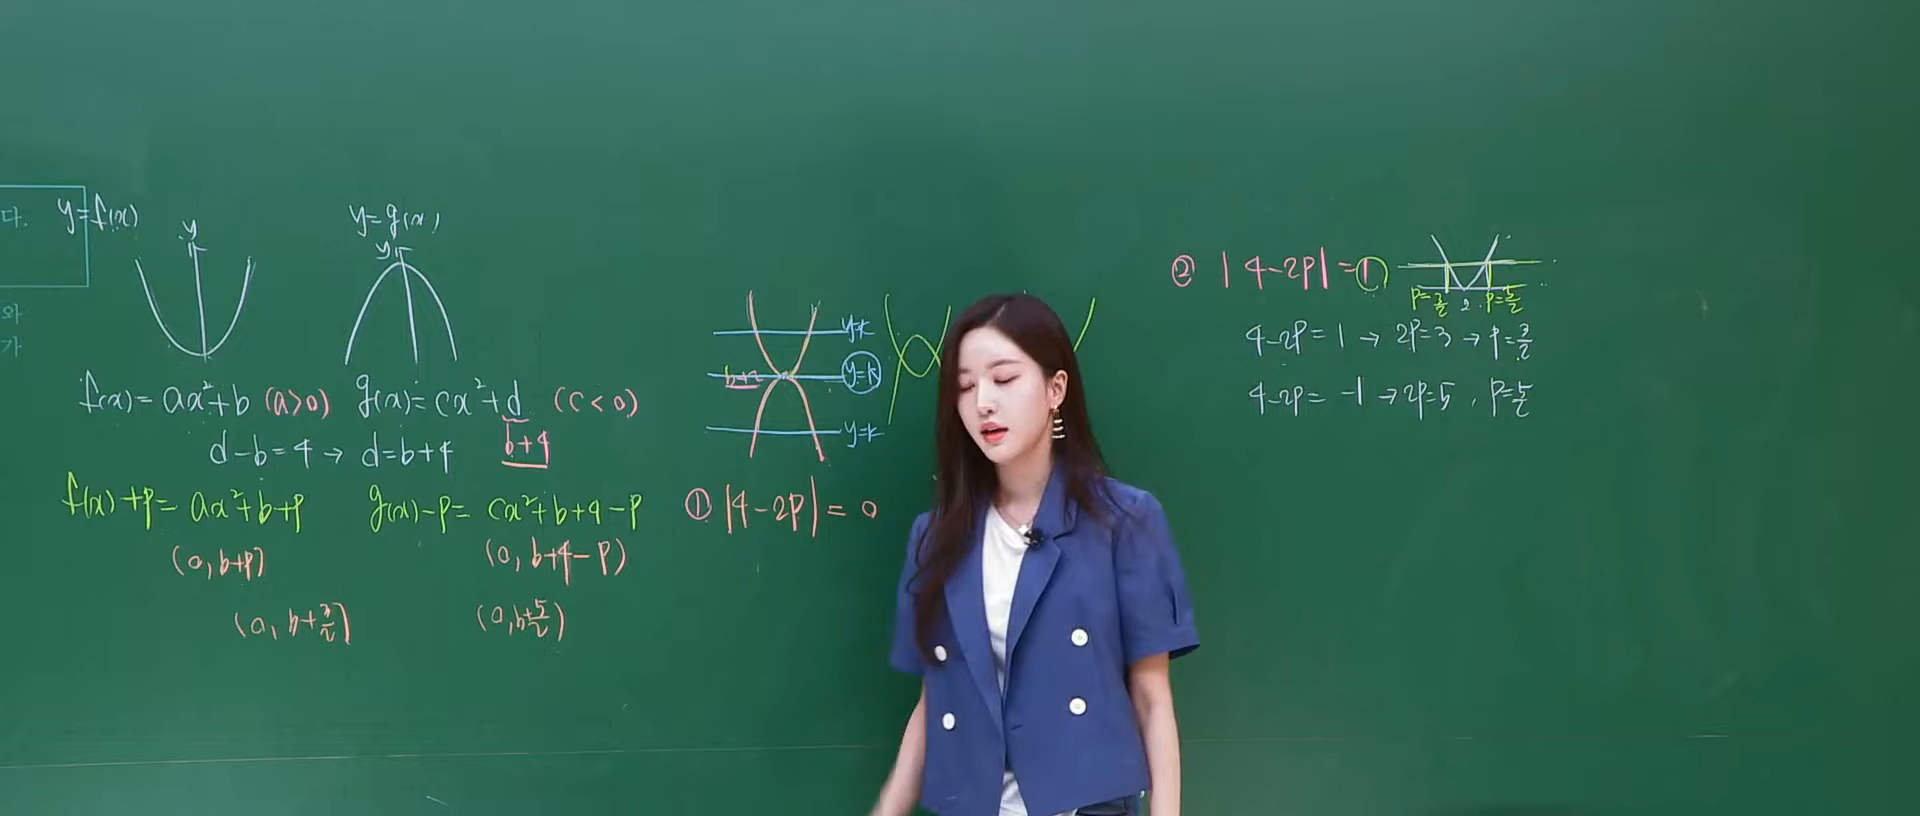 다.
와
가
y=f(x)
y
y=g(x)
y
f(x)=ax²+b (a>0)
g(x)=cx²+d (c<0)
b+4
d-b=4→ d=b+4
f(x)+p= ax²+b+p
g(x)-p= cx²+b+4-p
(0, b+p)
(0, b+4-p)
(0, b+3/2)
(0, b+5/2)
y=k
b+2
y=k
y=k
① |4-2p|=0
② |4-2p|=1
p=3/2 2 p=5/2
4-2p=1 → 2p=3 → p=3/2
4-2p=-1 → 2p=5, p=5/2